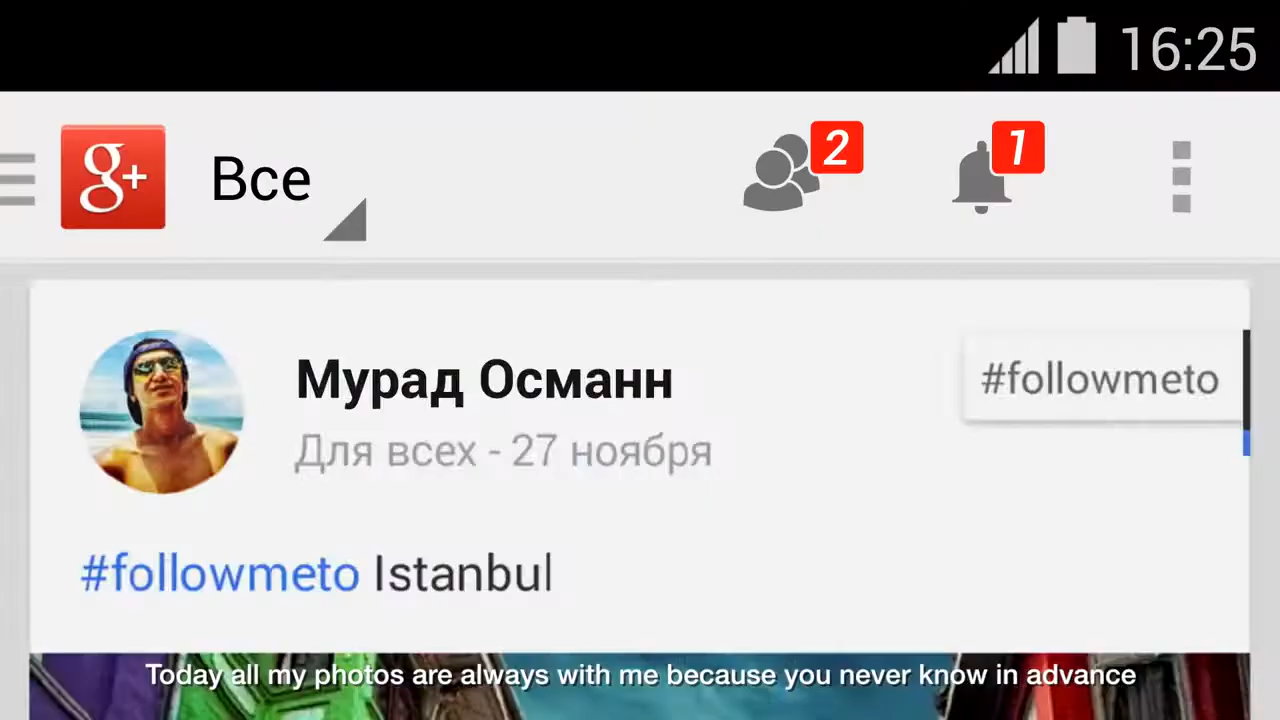 16:25
g+
Все
2
1
Мурад Османн
#followmeto
Для всех - 27 ноября
#followmeto Istanbul
Today all my photos are always with me because you never know in advance